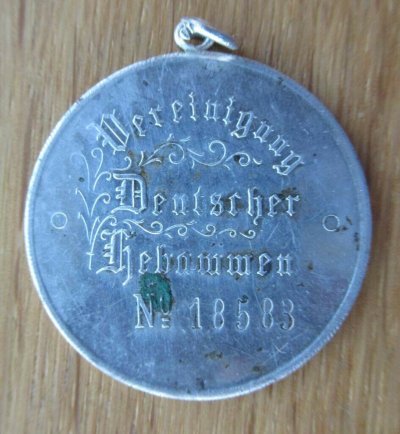 Vereinigung
Deutscher
Hebammen
No 18583